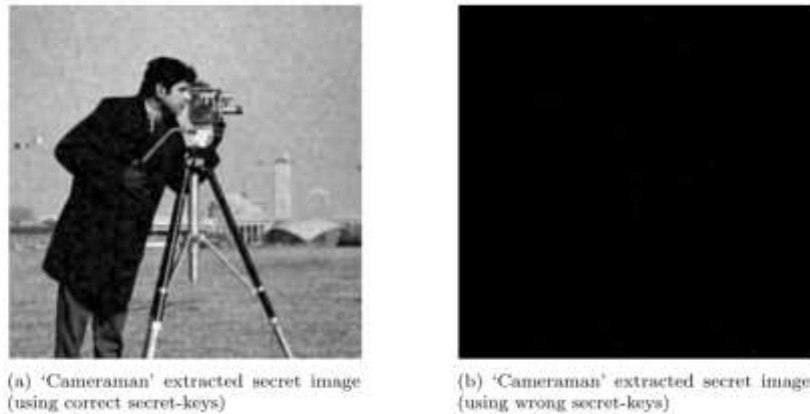 (a) 'Cameraman' extracted secret image
(using correct secret-keys)
(b) 'Cameraman' extracted secret image
(using wrong secret-keys)